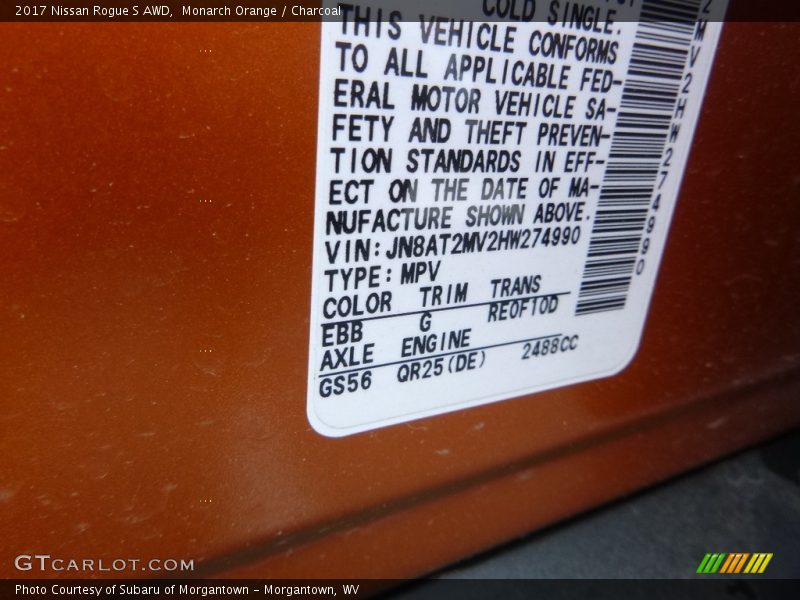 2017 Nissan Rogue S AWD,  Monarch Orange / Charcoal
COLD SINGLE.
THIS VEHICLE CONFORMS
TO ALL APPLICABLE FED-
ERAL MOTOR VEHICLE SA-
FETY AND THEFT PREVEN-
TION STANDARDS IN EFF-
ECT ON THE DATE OF MA-
NUFACTURE SHOWN ABOVE.
VIN:JN8AT2MV2HW274990
TYPE:MPV
COLOR TRIM TRANS
EBB G RE0F10D
AXLE ENGINE
GS56 QR25(DE) 2488CC
2MV2HW274990
GTCARLOT.COM
Photo Courtesy of Subaru of Morgantown - Morgantown, WV